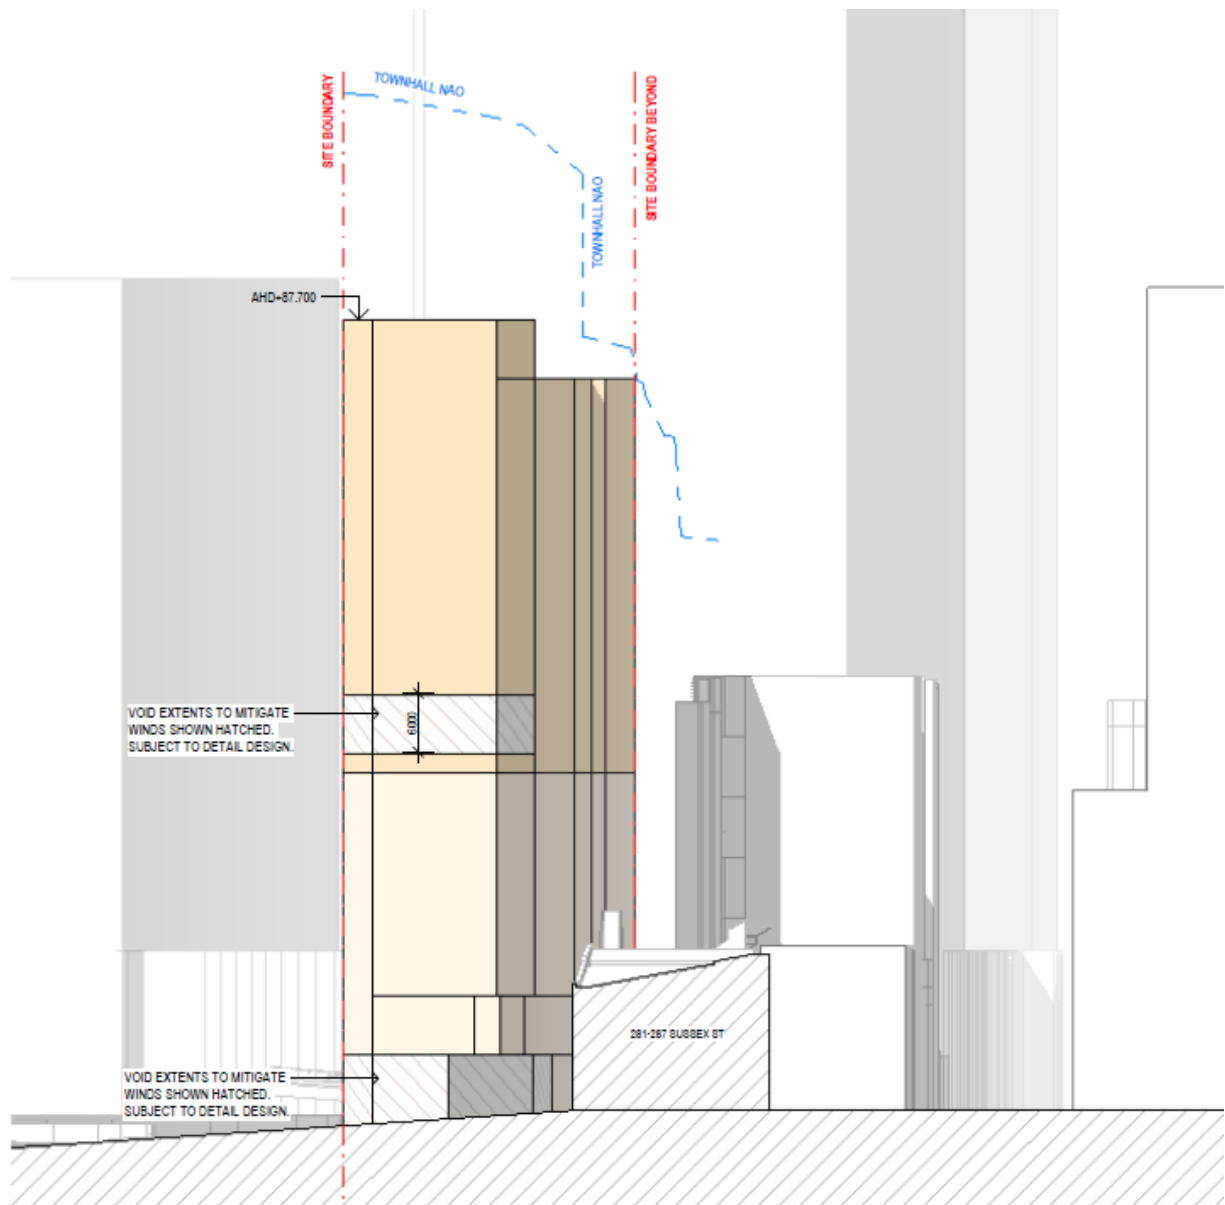 TOWNHALL NAO
SITE BOUNDARY
SITE BOUNDARY BEYOND
TOWNHALL NAO
AHD+87.700
VOID EXTENTS TO MITIGATE
WINDS SHOWN HATCHED.
SUBJECT TO DETAIL DESIGN.
6000
281-287 SUSSEX ST
VOID EXTENTS TO MITIGATE
WINDS SHOWN HATCHED.
SUBJECT TO DETAIL DESIGN.